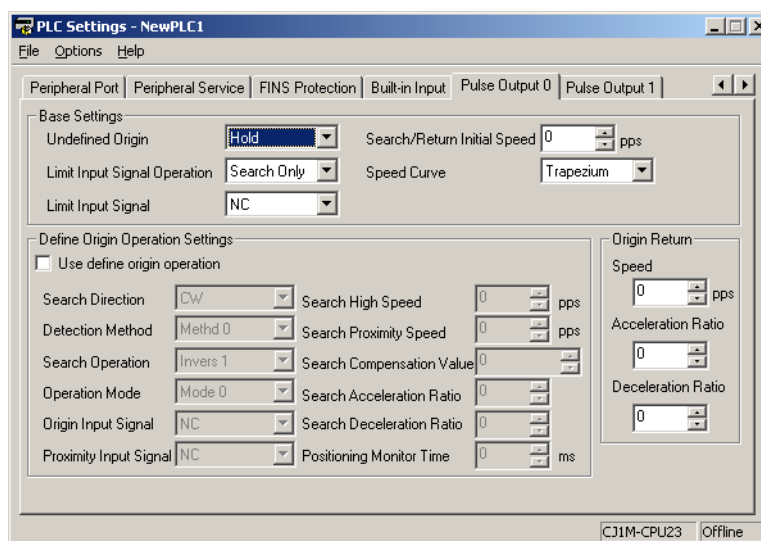 PLC Settings - NewPLC1
File Options Help
Peripheral Port Peripheral Service FINS Protection Built-in Input Pulse Output 0 Pulse Output 1
Base Settings
Undefined Origin Hold Search/Return Initial Speed 0 pps
Limit Input Signal Operation Search Only Speed Curve Trapezium
Limit Input Signal NC
Define Origin Operation Settings
Use define origin operation
Search Direction CW Search High Speed 0 pps
Detection Method Methd 0 Search Proximity Speed 0 pps
Search Operation Invers 1 Search Compensation Value 0
Operation Mode Mode 0 Search Acceleration Ratio 0
Origin Input Signal NC Search Deceleration Ratio 0
Proximity Input Signal NC Positioning Monitor Time 0 ms
Origin Return
Speed
0 pps
Acceleration Ratio
0
Deceleration Ratio
0
CJ1M-CPU23 Offline